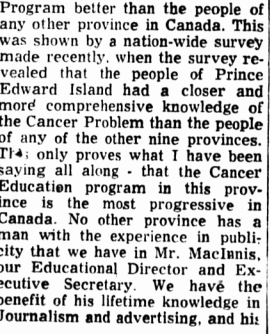 Program better than the people of
any other province in Canada. This
was shown by a nation-wide survey
made recently, when the survey re-
vealed that the people of Prince
Edward Island had a closer and
more comprehensive knowledge of
the Cancer Problem than the people
of any of the other nine provinces.
This only proves what I have been
saying all along - that the Cancer
Education program in this prov-
ince is the most progressive in
Canada. No other province has a
man with the experience in publi-
city that we have in Mr. MacInnis,
our Educational Director and Ex-
ecutive Secretary. We have the
benefit of his lifetime knowledge in
Journalism and advertising, and his